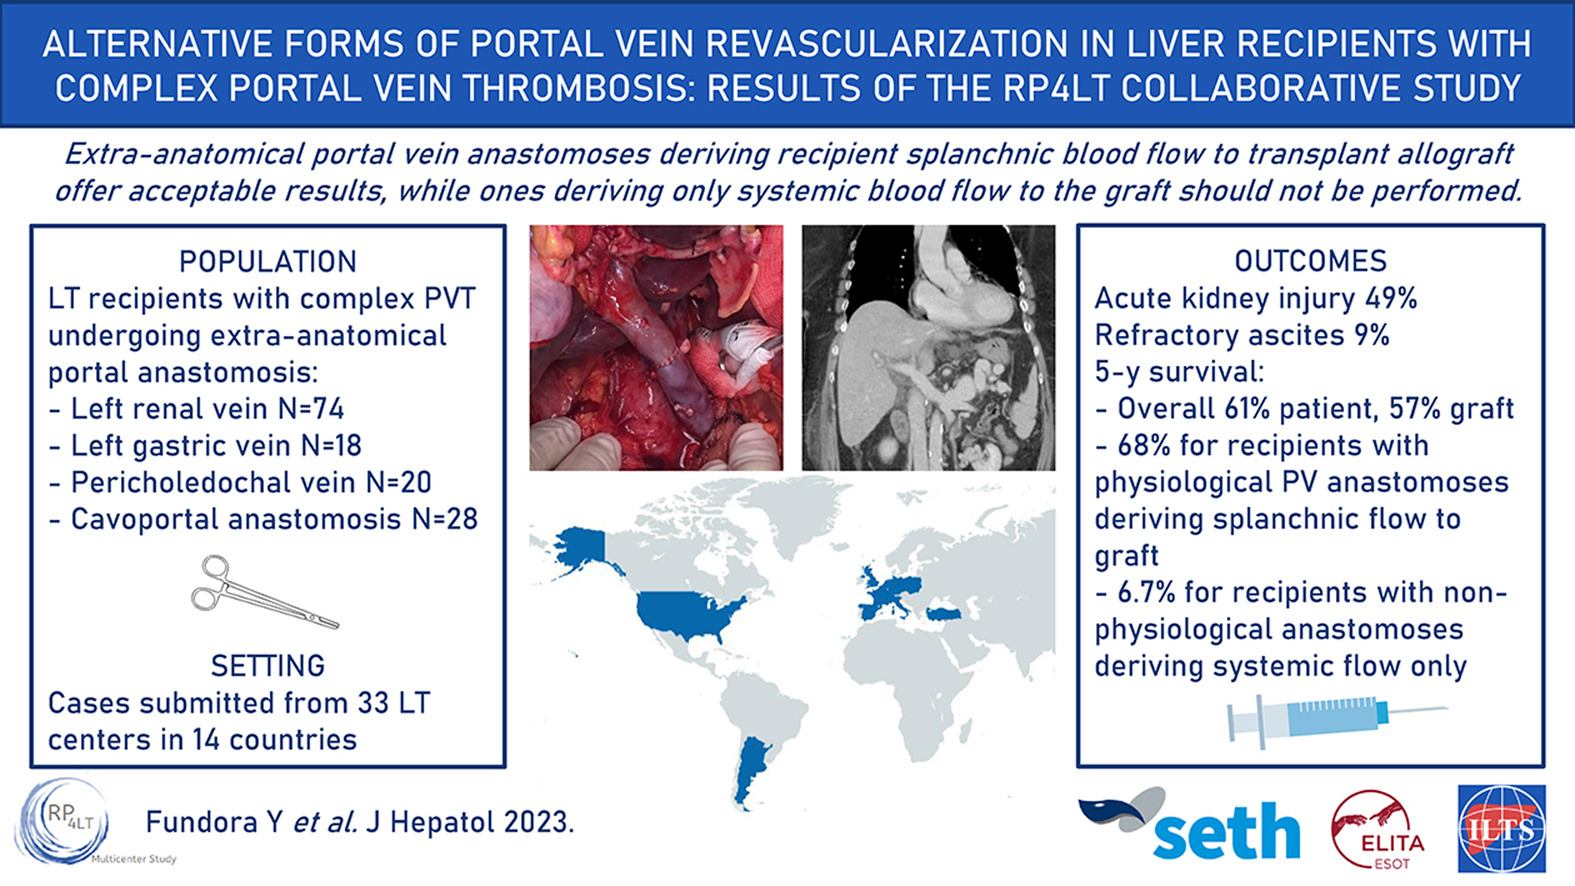 ALTERNATIVE FORMS OF PORTAL VEIN REVASCULARIZATION IN LIVER RECIPIENTS WITH
COMPLEX PORTAL VEIN THROMBOSIS: RESULTS OF THE RP4LT COLLABORATIVE STUDY
Extra-anatomical portal vein anastomoses deriving recipient splanchnic blood flow to transplant allograft
offer acceptable results, while ones deriving only systemic blood flow to the graft should not be performed.
POPULATION
LT recipients with complex PVT
undergoing extra-anatomical
portal anastomosis:
- Left renal vein N=74
- Left gastric vein N=18
- Pericholedochal vein N=20
- Cavoportal anastomosis N=28
SETTING
Cases submitted from 33 LT
centers in 14 countries
OUTCOMES
Acute kidney injury 49%
Refractory ascites 9%
5-y survival:
- Overall 61% patient, 57% graft
- 68% for recipients with
physiological PV anastomoses
deriving splanchnic flow to
graft
- 6.7% for recipients with non-
physiological anastomoses
deriving systemic flow only
RP
4LT
Multicenter Study
Fundora Y et al. J Hepatol 2023.
seth
ELITA
ESOT
ILTS